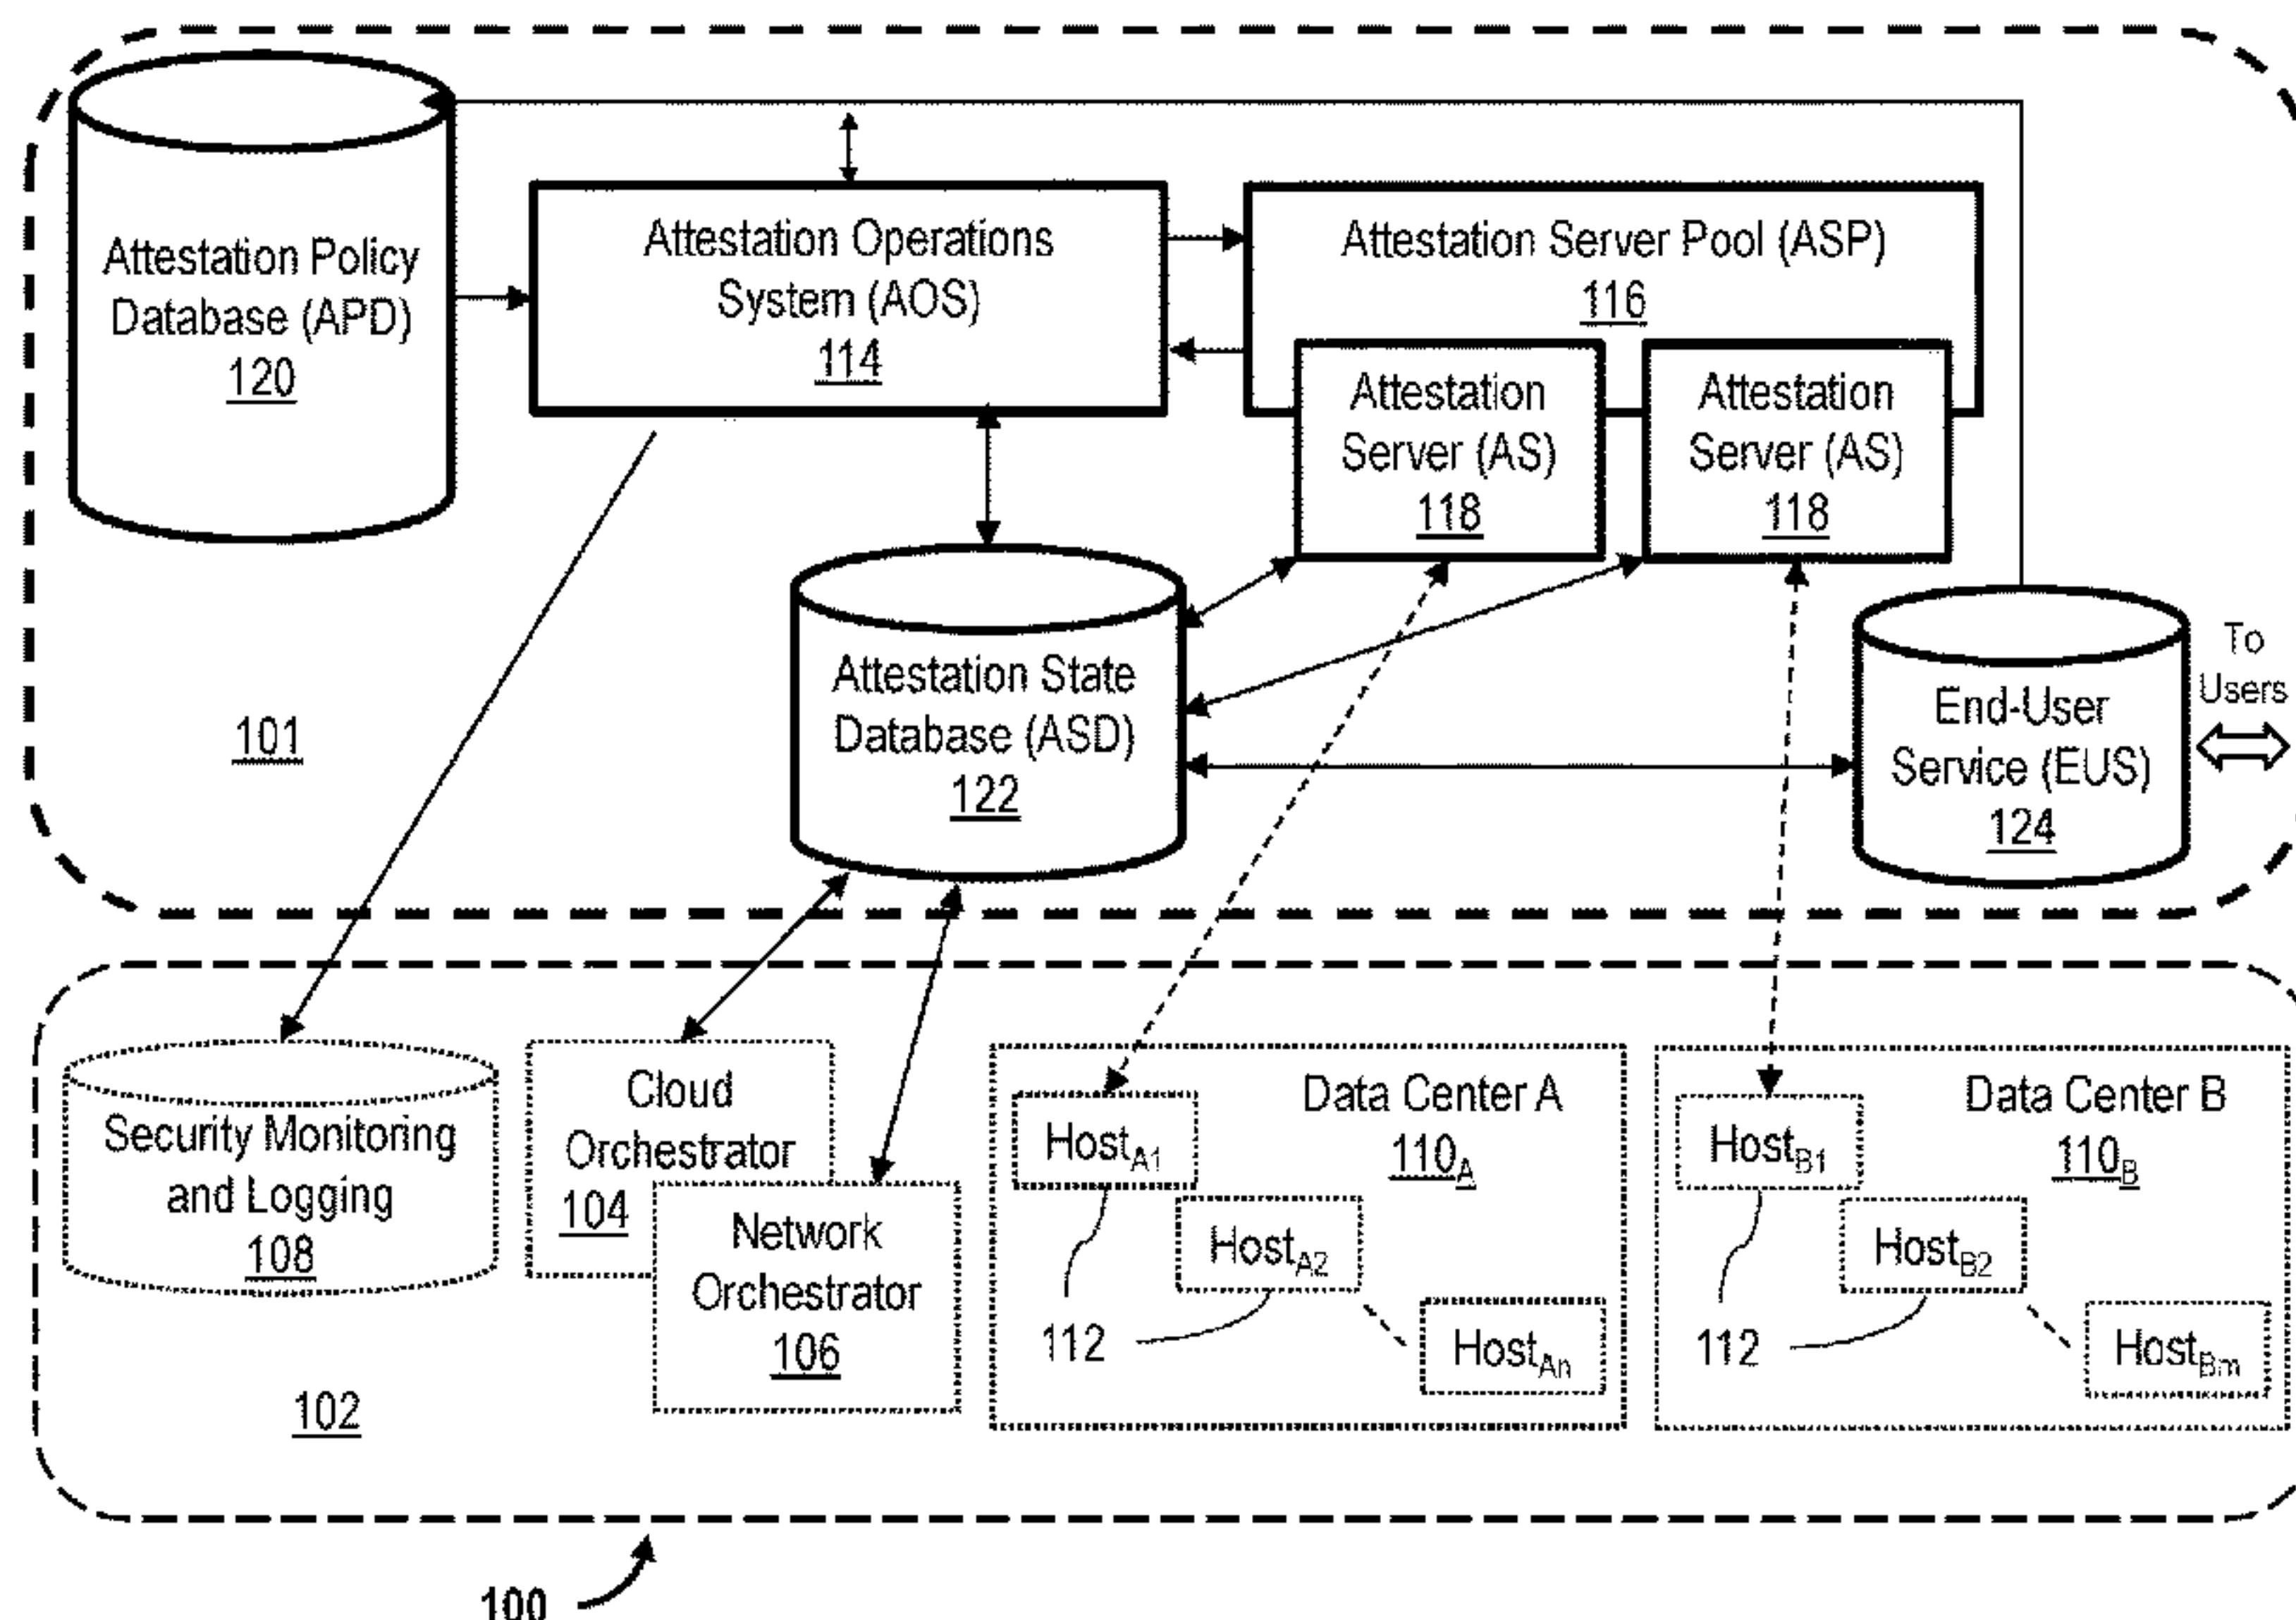 Attestation Policy
Database (APD)
120
Attestation Operations
System (AOS)
114
Attestation Server Pool (ASP)
116
Attestation
Server (AS)
118
Attestation
Server (AS)
118
101
Attestation State
Database (ASD)
122
End-User
Service (EUS)
124
To
Users
Security Monitoring
and Logging
108
Cloud
Orchestrator
104
Network
Orchestrator
106
102
Data Center A
110A
HostA1
HostA2
HostAn
112
Data Center B
110B
HostB1
HostB2
HostBm
112
100